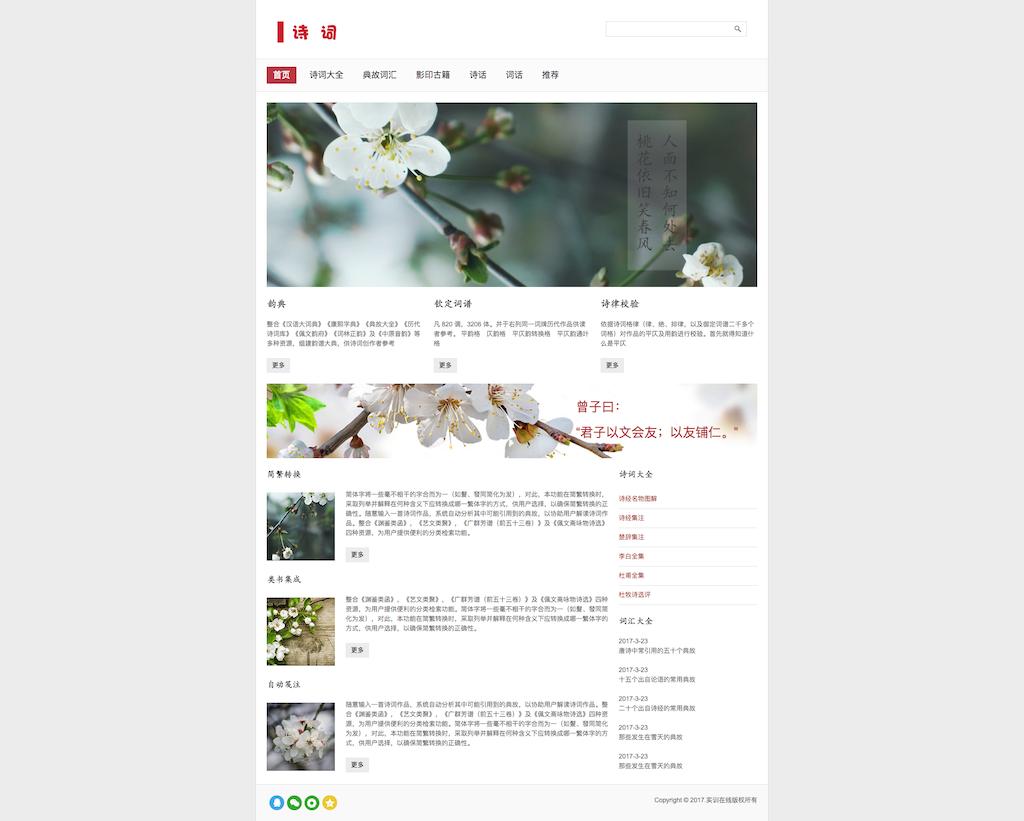 诗 词
首页 诗词大全 典故词汇 影印古籍 诗话 词话 推荐
人面不知何处去
桃花依旧笑春风
韵典
整合《汉语大词典》《康熙字典》《典故大全》《历代
诗词库》《佩文韵府》《词林正韵》及《中原音韵》等
多种资源，组建韵谱大典，供诗词创作者参考
更多
钦定词谱
凡 820 调，3206 体。并于右列同一词牌历代作品供读
者参考。 平韵格 仄韵格 平仄韵转换格 平仄韵通叶
格
更多
诗律校验
依据诗词格律（律、绝、排律，以及御定词谱二千多个
词格）对作品的平仄及用韵进行校验。首先就得知道什
么是平仄
更多
曾子曰：
“君子以文会友；以友铺仁。”
简繁转换
简体字将一些毫不相干的字合而为一（如髮、發同简化为发），对此，本功能在简繁转换时，
采取列举并解释在何种含义下应转换成哪一繁体字的方式，供用户选择，以确保简繁转换的正
确性。随意输入一首诗词作品，系统自动分析其中可能引用到的典故，以协助用户解读诗词作
品。整合《渊鉴类函》，《艺文类聚》，《广群芳谱（前五十三卷）》及《佩文斋咏物诗选》
四种资源，为用户提供便利的分类检索功能。
更多
类书集成
整合《渊鉴类函》，《艺文类聚》，《广群芳谱（前五十三卷）》及《佩文斋咏物诗选》四种
资源，为用户提供便利的分类检索功能。简体字将一些毫不相干的字合而为一（如髮、發同简
化为发），对此，本功能在简繁转换时，采取列举并解释在何种含义下应转换成哪一繁体字的
方式，供用户选择，以确保简繁转换的正确性。
更多
自动笺注
随意输入一首诗词作品，系统自动分析其中可能引用到的典故，以协助用户解读诗词作品。整
合《渊鉴类函》，《艺文类聚》，《广群芳谱（前五十三卷）》及《佩文斋咏物诗选》四种资
源，为用户提供便利的分类检索功能。简体字将一些毫不相干的字合而为一（如髮、發同简化
为发），对此，本功能在简繁转换时，采取列举并解释在何种含义下应转换成哪一繁体字的方
式，供用户选择，以确保简繁转换的正确性。
更多
诗词大全
诗经名物图解
诗经集注
楚辞集注
李白全集
杜甫全集
杜牧诗选评
词汇大全
2017-3-23
唐诗中常引用的五十个典故
2017-3-23
十五个出自论语的常用典故
2017-3-23
二十个出自诗经的常用典故
2017-3-23
那些发生在雪天的典故
2017-3-23
那些发生在雪天的典故
Copyright © 2017.实训在线版权所有